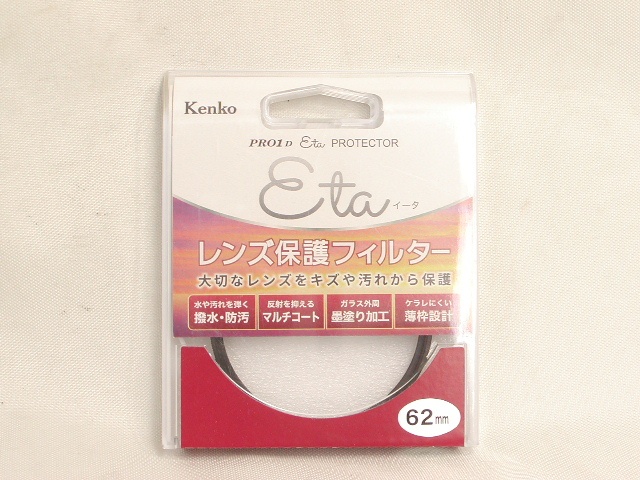 Kenko
PRO1D Eta PROTECTOR
Eta イータ
レンズ保護フィルター
大切なレンズをキズや汚れから保護
水や汚れを弾く 反射を抑える ガラス外周 ケラレにくい
撥水・防汚 マルチコート 墨塗り加工 薄枠設計
62mm